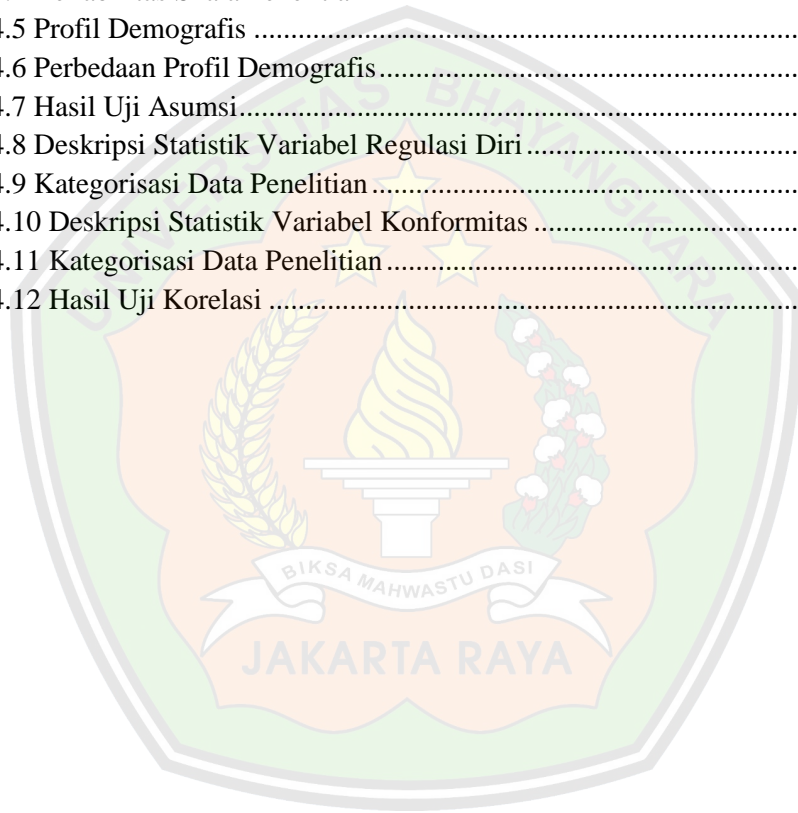 4.5 Profil Demografis ................................................................................
4.6 Perbedaan Profil Demografis ................................................................
4.7 Hasil Uji Asumsi ................................................................................
4.8 Deskripsi Statistik Variabel Regulasi Diri ................................................
4.9 Kategorisasi Data Penelitian ................................................................
4.10 Deskripsi Statistik Variabel Konformitas ................................................
4.11 Kategorisasi Data Penelitian ................................................................
4.12 Hasil Uji Korelasi ................................................................................
UNIVERSITAS BHAYANGKARA
BIKSA MAHWASTU DASI
JAKARTA RAYA